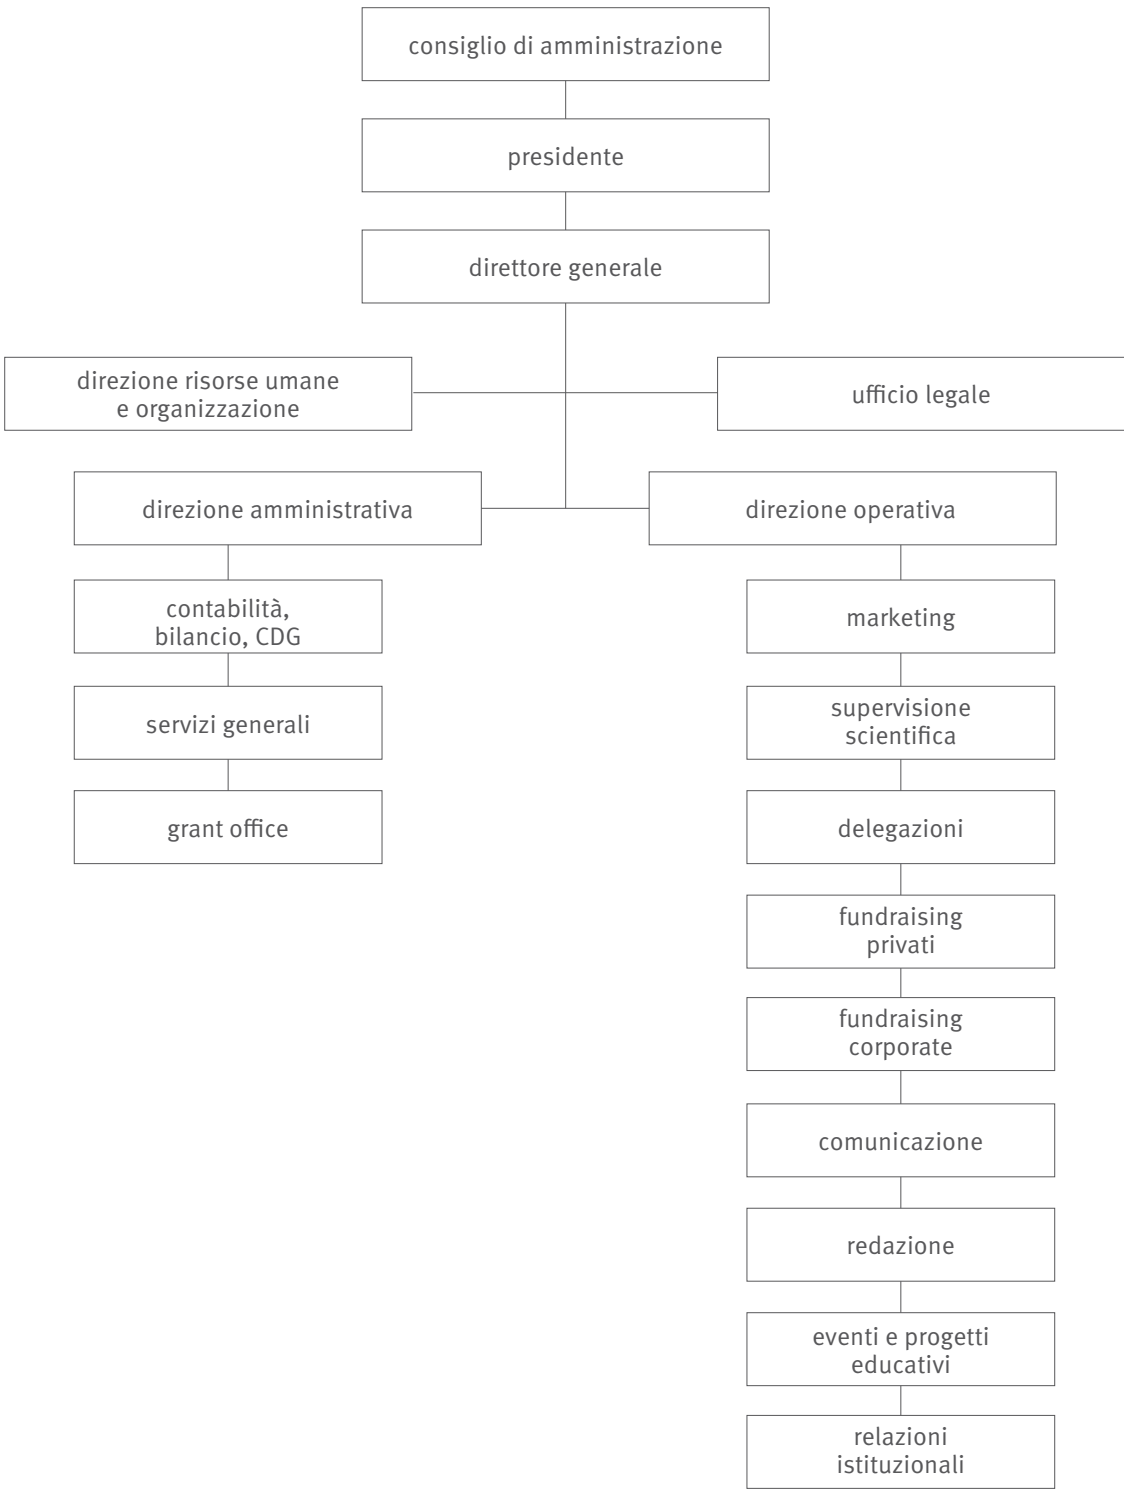 consiglio di amministrazione
presidente
direttore generale
direzione risorse umane
e organizzazione
ufficio legale
direzione amministrativa
direzione operativa
contabilità,
bilancio, CDG
servizi generali
grant office
marketing
supervisione
scientifica
delegazioni
fundraising
privati
fundraising
corporate
comunicazione
redazione
eventi e progetti
educativi
relazioni
istituzionali